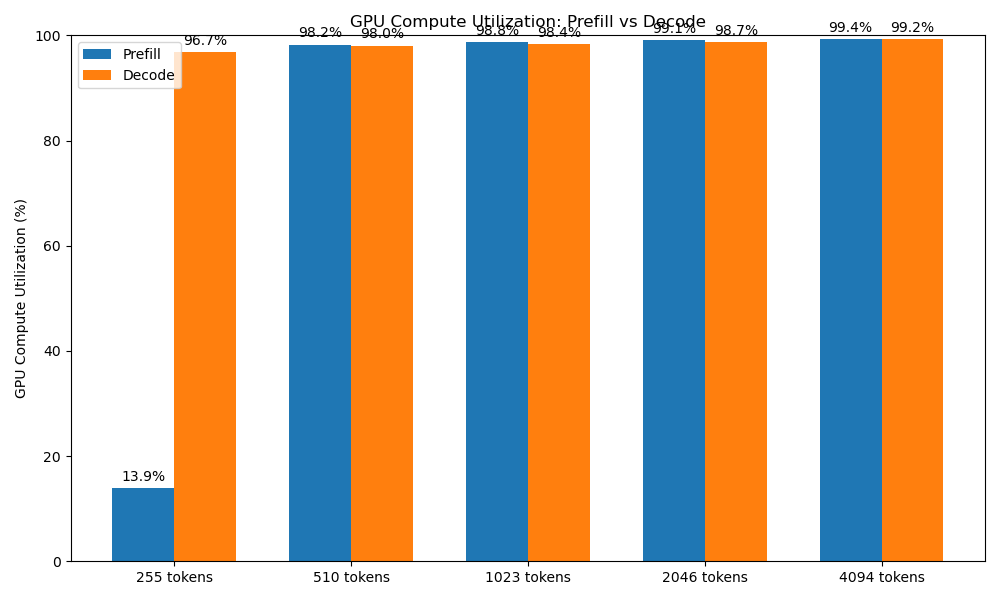 GPU Compute Utilization: Prefill vs Decode
GPU Compute Utilization (%)
100
80
60
40
20
0
Prefill
Decode
13.9%
96.7%
98.2%
98.0%
98.8%
98.4%
99.1%
98.7%
99.4%
99.2%
255 tokens
510 tokens
1023 tokens
2046 tokens
4094 tokens